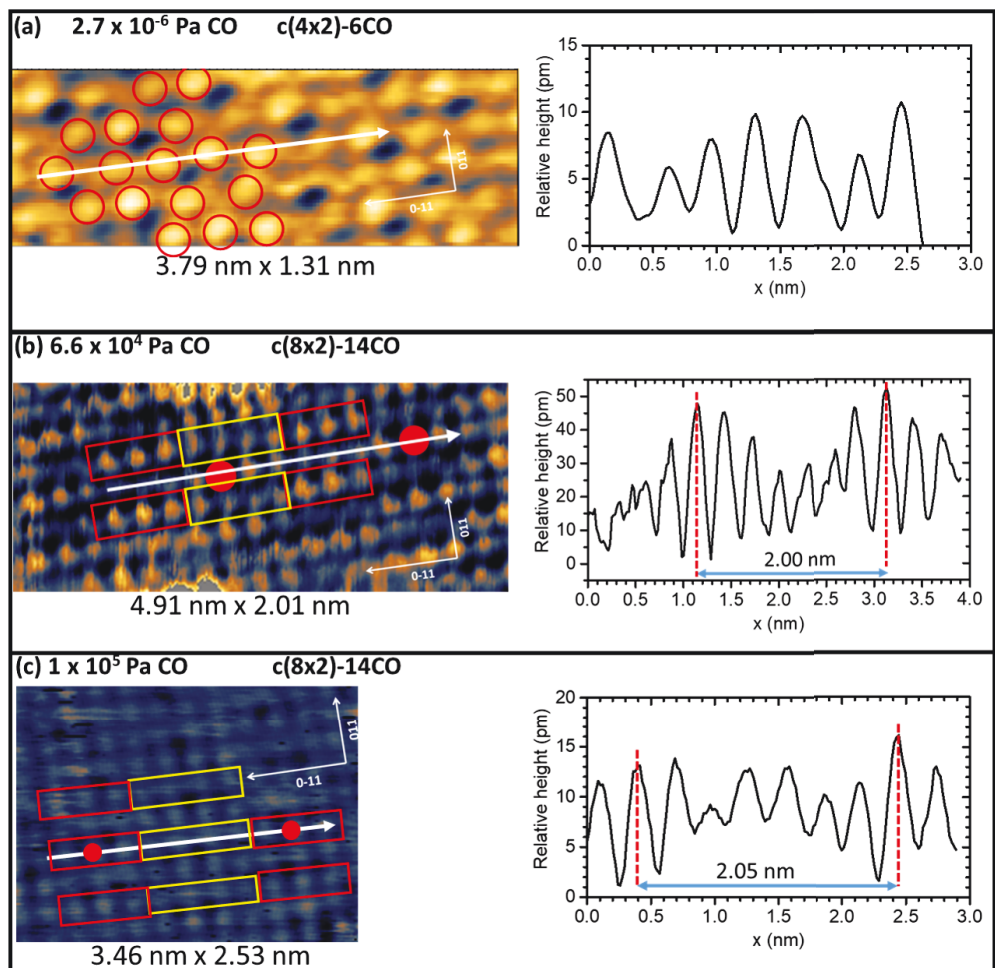 (a) 2.7 x 10⁻⁶ Pa CO c(4x2)-6CO
011
0-11
3.79 nm x 1.31 nm
Relative height (pm)
15
10
5
0
0.0 0.5 1.0 1.5 2.0 2.5 3.0
x (nm)
(b) 6.6 x 10⁴ Pa CO c(8x2)-14CO
011
0-11
4.91 nm x 2.01 nm
Relative height (pm)
50
40
30
20
10
0
2.00 nm
0.0 0.5 1.0 1.5 2.0 2.5 3.0 3.5 4.0
x (nm)
(c) 1 x 10⁵ Pa CO c(8x2)-14CO
011
0-11
3.46 nm x 2.53 nm
Relative height (pm)
20
15
10
5
0
2.05 nm
0.0 0.5 1.0 1.5 2.0 2.5 3.0
x (nm)